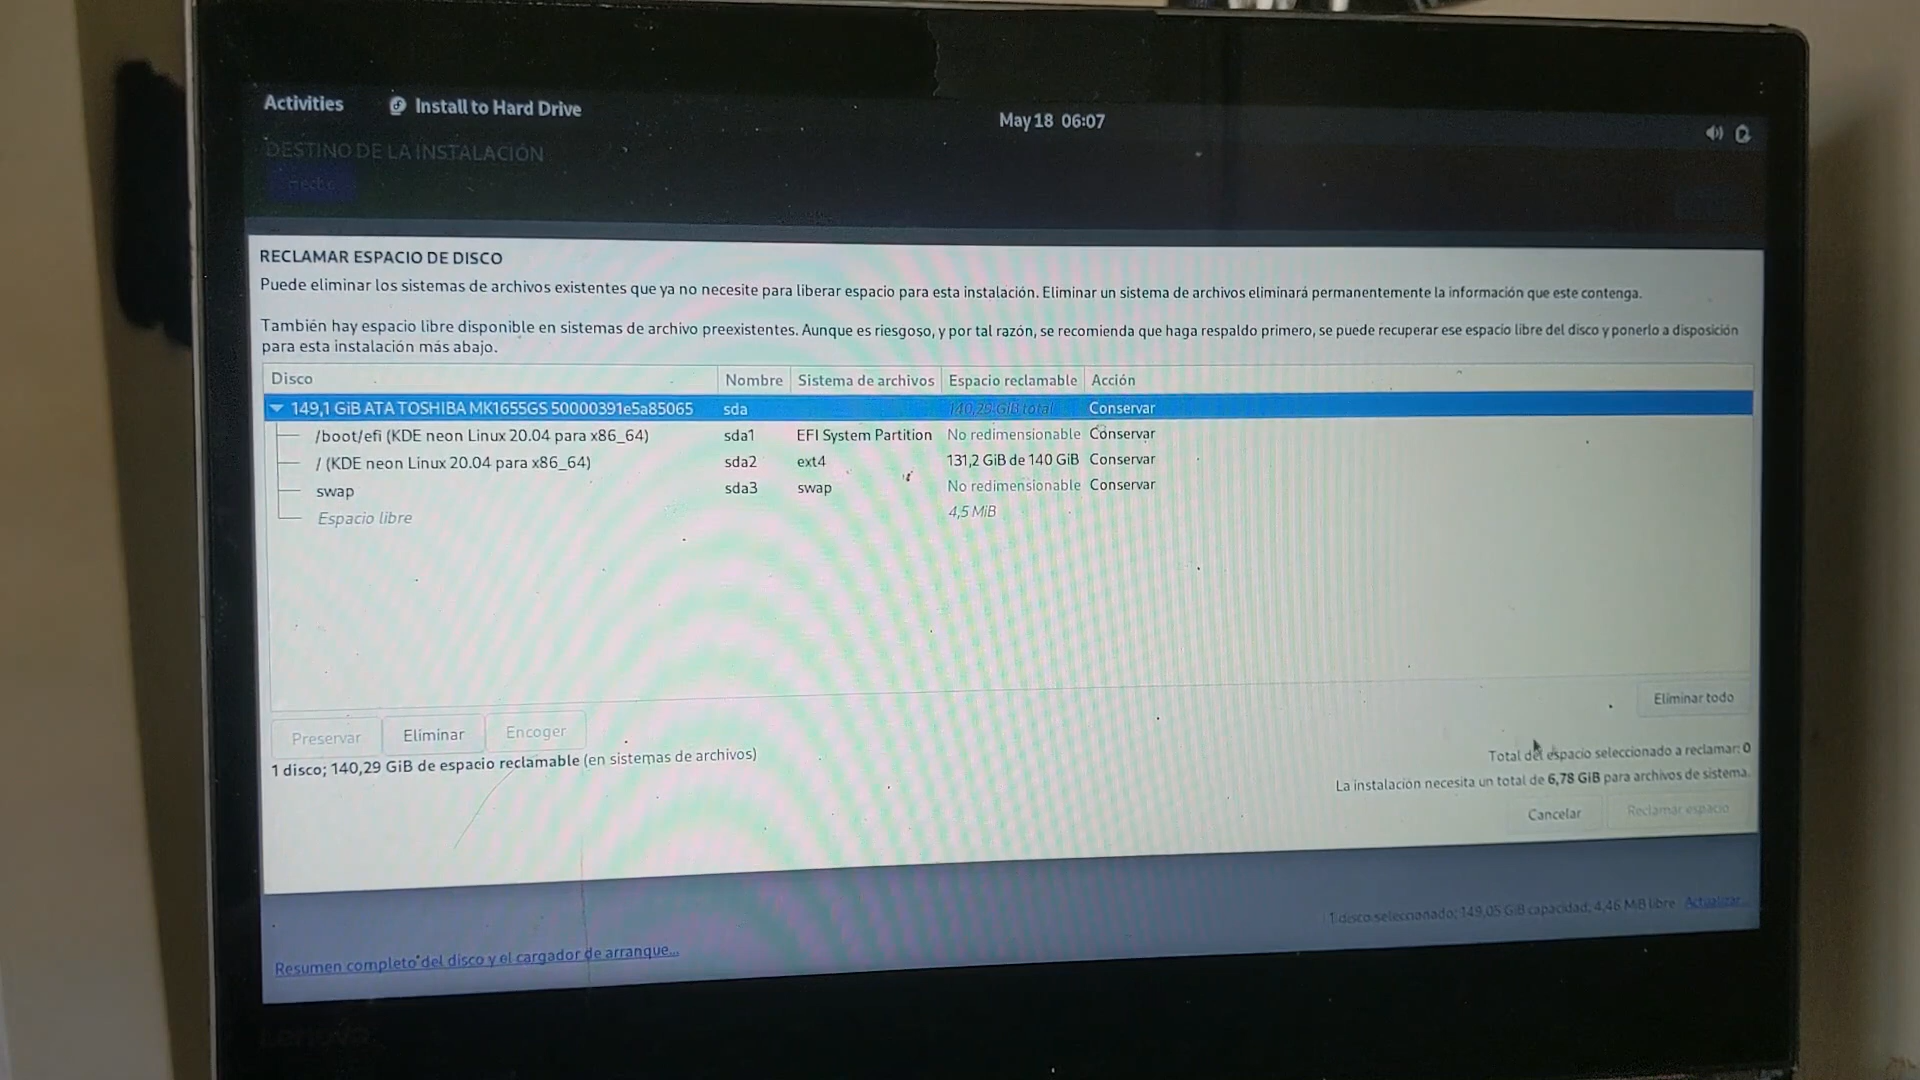 Activities Install to Hard Drive May 18 06:07
DESTINO DE LA INSTALACIÓN
Hecho
RECLAMAR ESPACIO DE DISCO
Puede eliminar los sistemas de archivos existentes que ya no necesite para liberar espacio para esta instalación. Eliminar un sistema de archivos eliminará permanentemente la información que este contenga.
También hay espacio libre disponible en sistemas de archivo preexistentes. Aunque es riesgoso, y por tal razón, se recomienda que haga respaldo primero, se puede recuperar ese espacio libre del disco y ponerlo a disposición
para esta instalación más abajo.
Disco Nombre Sistema de archivos Espacio reclamable Acción
149,1 GiB ATA TOSHIBA MK1655GS 50000391e5a85065 sda 140,29 GiB total Conservar
/boot/efi (KDE neon Linux 20.04 para x86_64) sda1 EFI System Partition No redimensionable Conservar
/ (KDE neon Linux 20.04 para x86_64) sda2 ext4 131,2 GiB de 140 GiB Conservar
swap sda3 swap No redimensionable Conservar
Espacio libre 4,5 MiB
Eliminar todo
Preservar Eliminar Encoger
1 disco; 140,29 GiB de espacio reclamable (en sistemas de archivos)
Total del espacio seleccionado a reclamar: 0
La instalación necesita un total de 6,78 GiB para archivos de sistema.
Cancelar Reclamar espacio
1 disco seleccionado; 149,05 GiB capacidad; 4,46 MiB libre Actualizar...
Resumen completo del disco y el cargador de arranque...
Lenovo